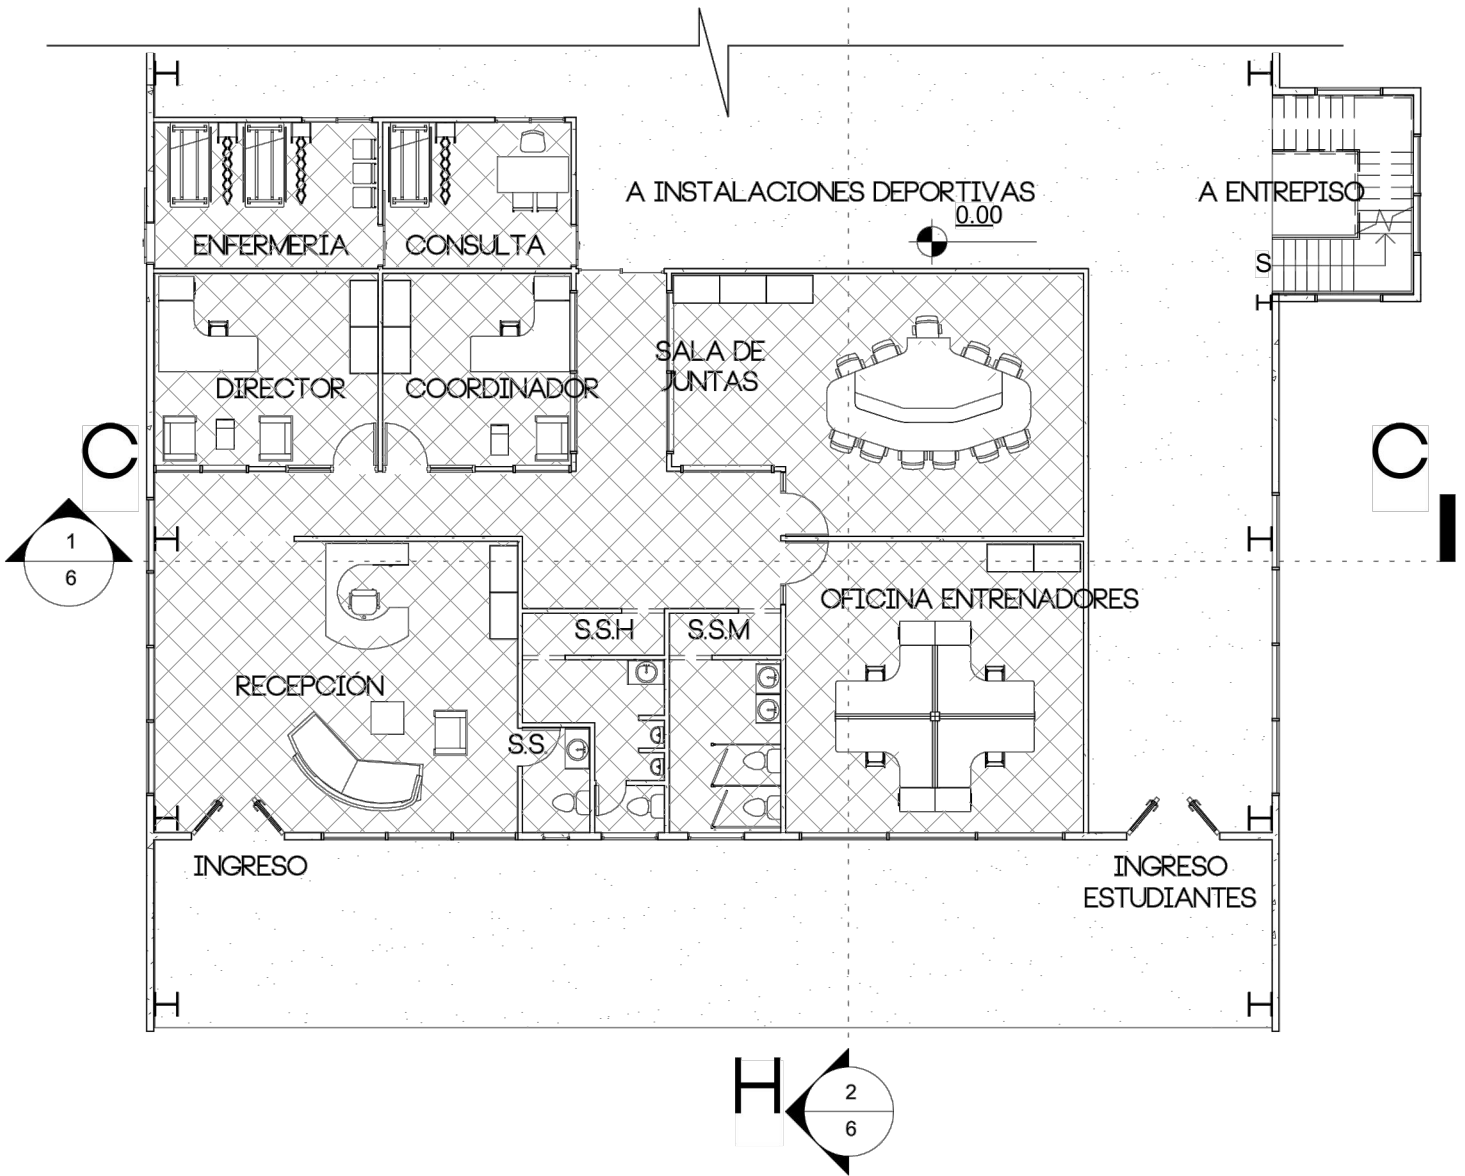 A INSTALACIONES DEPORTIVAS
0.00
A ENTREPISO
S
ENFERMERIA
CONSULTA
DIRECTOR
COORDINADOR
SALA DE
JUNTAS
C
C
1
6
OFICINA ENTRENADORES
S.S.H
S.S.M
RECEPCIÓN
S.S.
INGRESO
INGRESO
ESTUDIANTES
H
2
6